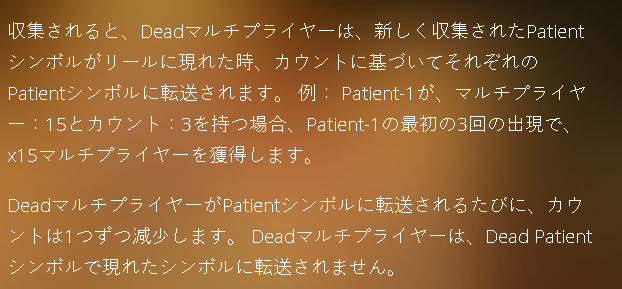 収集されると、Deadマルチプライヤーは、新しく収集されたPatient
シンボルがリールに現れた時、カウントに基づいてそれぞれの
Patientシンボルに転送されます。 例： Patient-1が、マルチプライヤ
ー：15とカウント：3を持つ場合、Patient-1の最初の3回の出現で、
x15マルチプライヤーを獲得します。
DeadマルチプライヤーがPatientシンボルに転送されるたびに、カウ
ントは1つずつ減少します。 Deadマルチプライヤーは、Dead Patient
シンボルで現れたシンボルに転送されません。